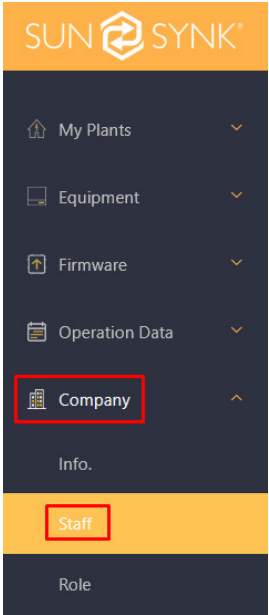 SUN SYNK®
My Plants
Equipment
Firmware
Operation Data
Company
Info.
Staff
Role